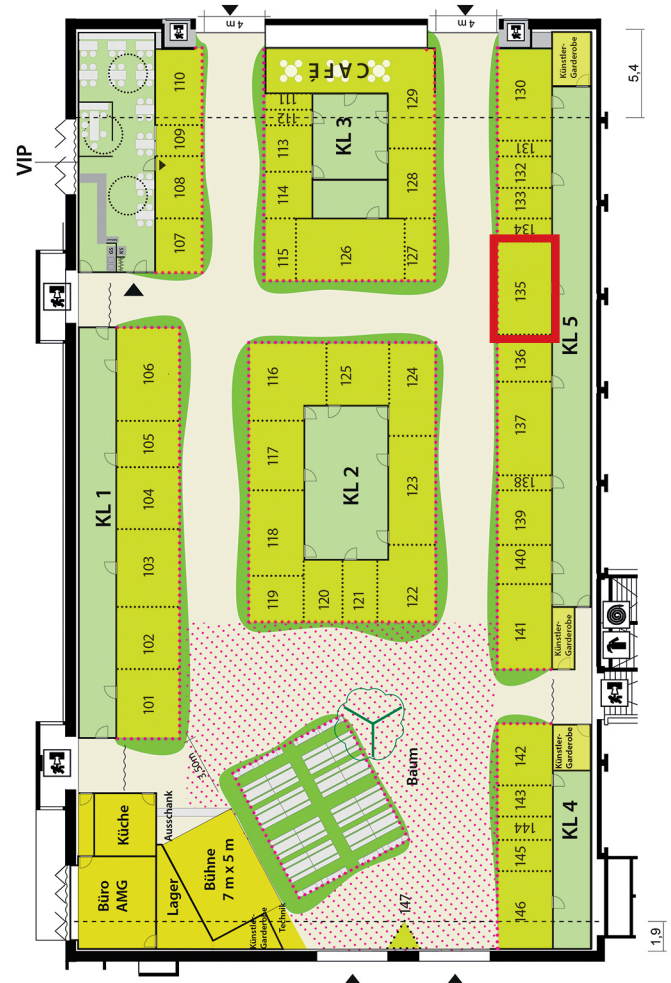 4 m
4 m
5,4
VIP
GS
KS
110
109
108
107
CAFÉ
111
112
113
114
115
KL 3
126
129
128
127
Künstler-
Garderobe
130
131
132
133
134
135
136
137
138
139
140
141
KL 5
Künstler-
Garderobe
KL 1
106
105
104
103
102
101
116
125
124
117
118
119
120
121
122
123
KL 2
3,50m
Baum
Küche
Ausschank
Büro
AMG
Lager
Bühne
7 m x 5 m
Künstler-
Garderobe
Technik
147
142
143
144
145
146
Künstler-
Garderobe
KL 4
1,9